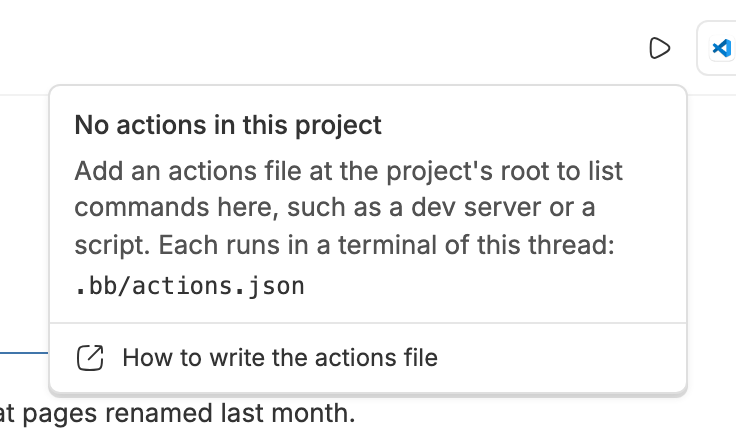 No actions in this project
Add an actions file at the project's root to list
commands here, such as a dev server or a
script. Each runs in a terminal of this thread:
.bb/actions.json
How to write the actions file
at pages renamed last month.